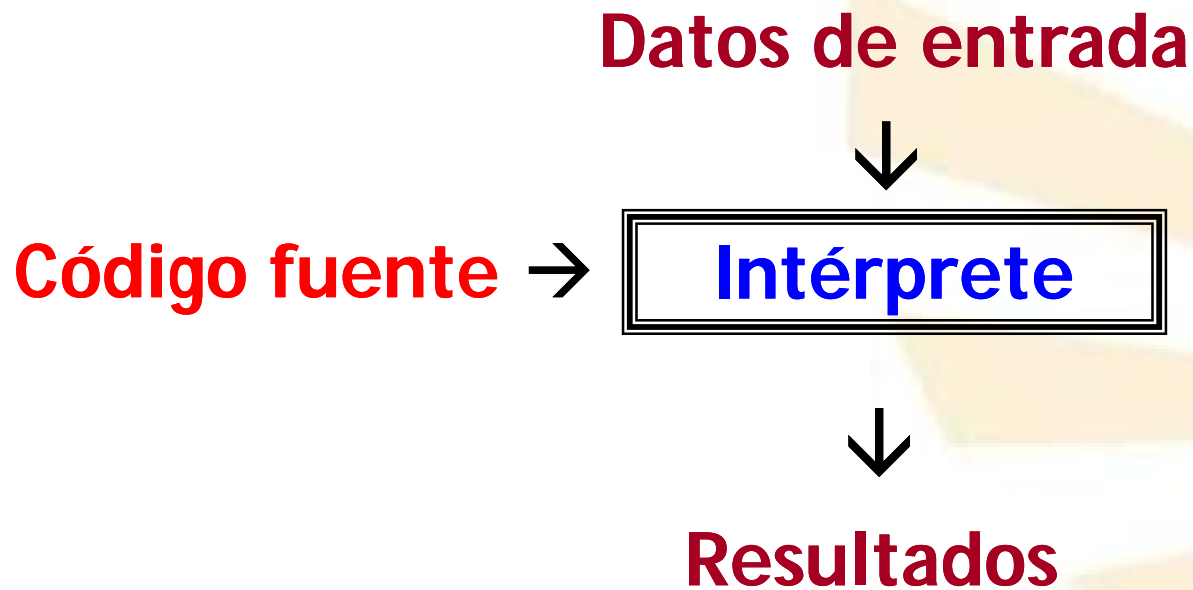 Datos de entrada
↓
Código fuente → Intérprete
↓
Resultados